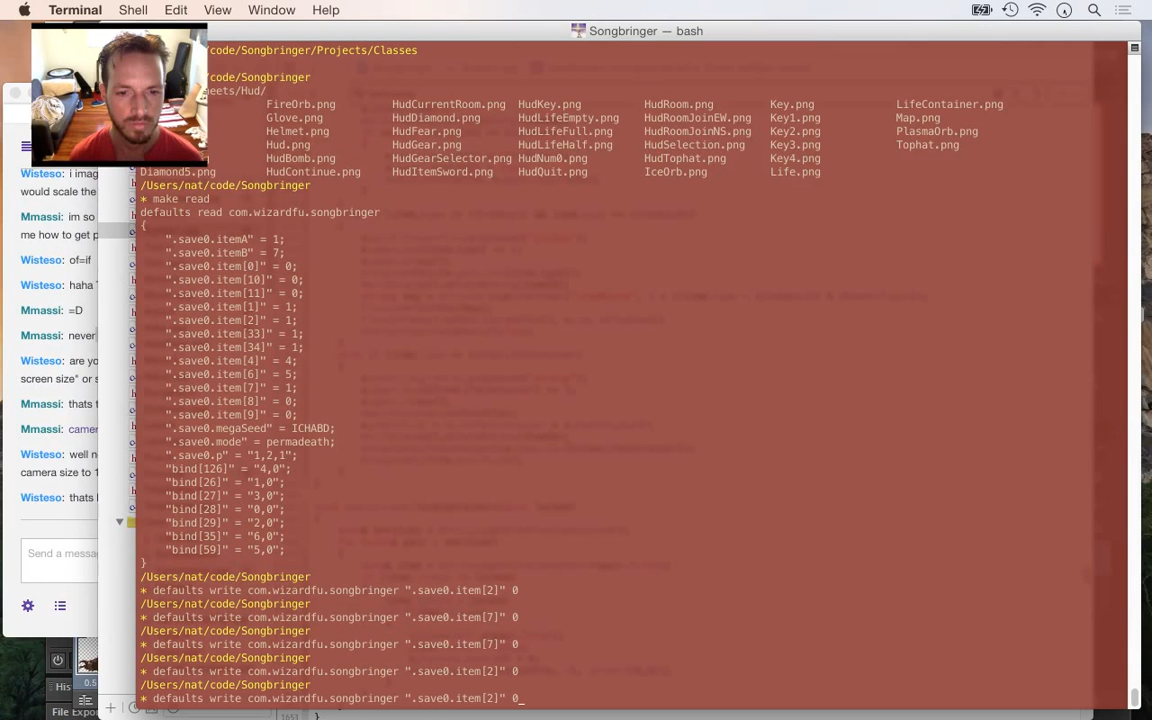 Terminal Shell Edit View Window Help
Songbringer — bash
code/Songbringer/Projects/Classes
code/Songbringer
eets/Hud/
FireOrb.png HudCurrentRoom.png HudKey.png HudRoom.png Key.png LifeContainer.png
Glove.png HudDiamond.png HudLifeEmpty.png HudRoomJoinEW.png Key1.png Map.png
Helmet.png HudFear.png HudLifeFull.png HudRoomJoinNS.png Key2.png PlasmaOrb.png
Hud.png HudGear.png HudLifeHalf.png HudSelection.png Key3.png Tophat.png
HudBomb.png HudGearSelector.png HudNum0.png HudTophat.png Key4.png
Diamond5.png HudContinue.png HudItemSword.png HudQuit.png IceOrb.png Life.png
/Users/nat/code/Songbringer
* make read
defaults read com.wizardfu.songbringer
{
".save0.itemA" = 1;
".save0.itemB" = 7;
".save0.item[0]" = 0;
".save0.item[10]" = 0;
".save0.item[11]" = 0;
".save0.item[1]" = 1;
".save0.item[2]" = 1;
".save0.item[33]" = 1;
".save0.item[34]" = 1;
".save0.item[4]" = 4;
".save0.item[6]" = 5;
".save0.item[7]" = 1;
".save0.item[8]" = 0;
".save0.item[9]" = 0;
".save0.megaSeed" = ICHABD;
".save0.mode" = permadeath;
".save0.p" = "1,2,1";
"bind[126]" = "4,0";
"bind[26]" = "1,0";
"bind[27]" = "3,0";
"bind[28]" = "0,0";
"bind[29]" = "2,0";
"bind[35]" = "6,0";
"bind[59]" = "5,0";
}
/Users/nat/code/Songbringer
* defaults write com.wizardfu.songbringer ".save0.item[2]" 0
/Users/nat/code/Songbringer
* defaults write com.wizardfu.songbringer ".save0.item[7]" 0
/Users/nat/code/Songbringer
* defaults write com.wizardfu.songbringer ".save0.item[7]" 0
/Users/nat/code/Songbringer
* defaults write com.wizardfu.songbringer ".save0.item[2]" 0
/Users/nat/code/Songbringer
* defaults write com.wizardfu.songbringer ".save0.item[2]" 0_
Wisteso: i imag
would scale the
Mmassi: im so
me how to get p
Wisteso: of=if
Wisteso: haha
Mmassi: =D
Mmassi: never
Wisteso: are yo
screen size" or s
Mmassi: thats t
Mmassi: camer
Wisteso: well n
camera size to 1
Wisteso: thats
Send a messa
0.5
His
File Expor
1653